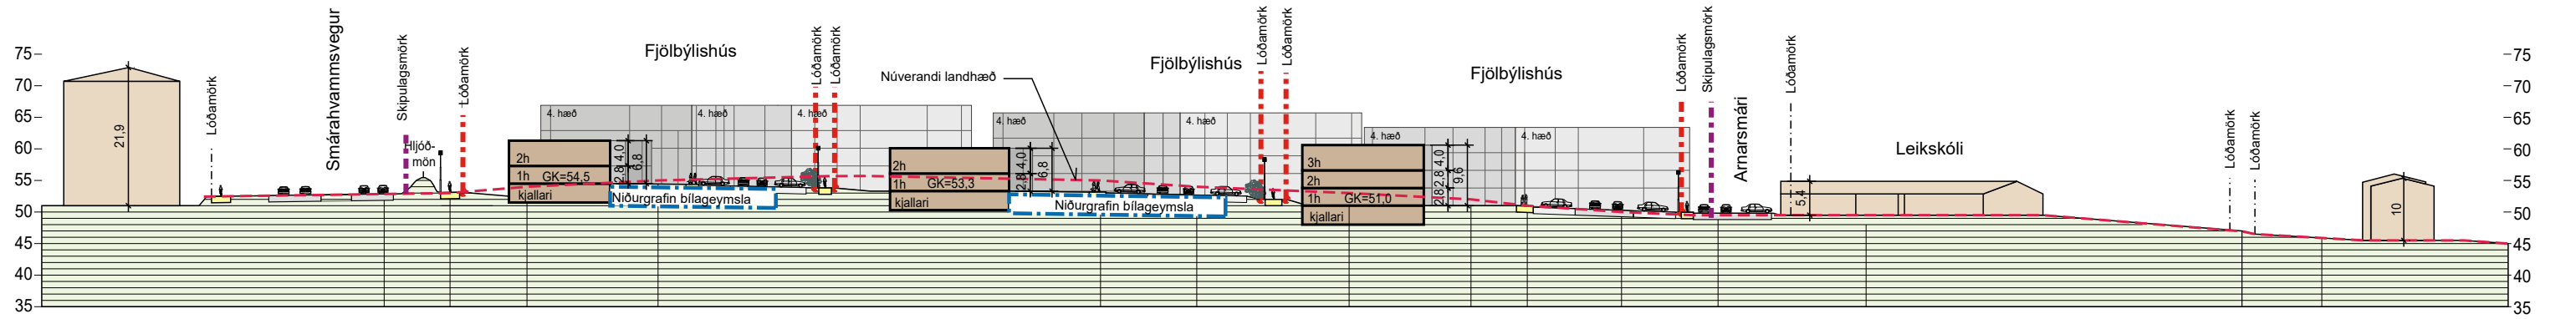 75
70
65
60
55
50
45
40
35
21,9
Lóðamörk
Smárahvammsvegur
Skipulagsmörk
Hljóð-
mön
Lóðamörk
Fjölbýlishús
4. hæð
4. hæð
4. hæð
2h
1h GK=54,5
kjallari
2,8
4,0
6,8
Niðurgrafin bílageymsla
Lóðamörk
Lóðamörk
Núverandi landhæð
2h
1h GK=53,3
kjallari
4. hæð
4. hæð
2,8
4,0
6,8
Niðurgrafin bílageymsla
Fjölbýlishús
Lóðamörk
Lóðamörk
3h
2h
1h GK=51,0
kjallari
4. hæð
4. hæð
2,8
2,8
4,0
9,6
Fjölbýlishús
Lóðamörk
Skipulagsmörk
Arnarsmári
Lóðamörk
5,4
Leikskóli
Lóðamörk
Lóðamörk
10
75
70
65
60
55
50
45
40
35